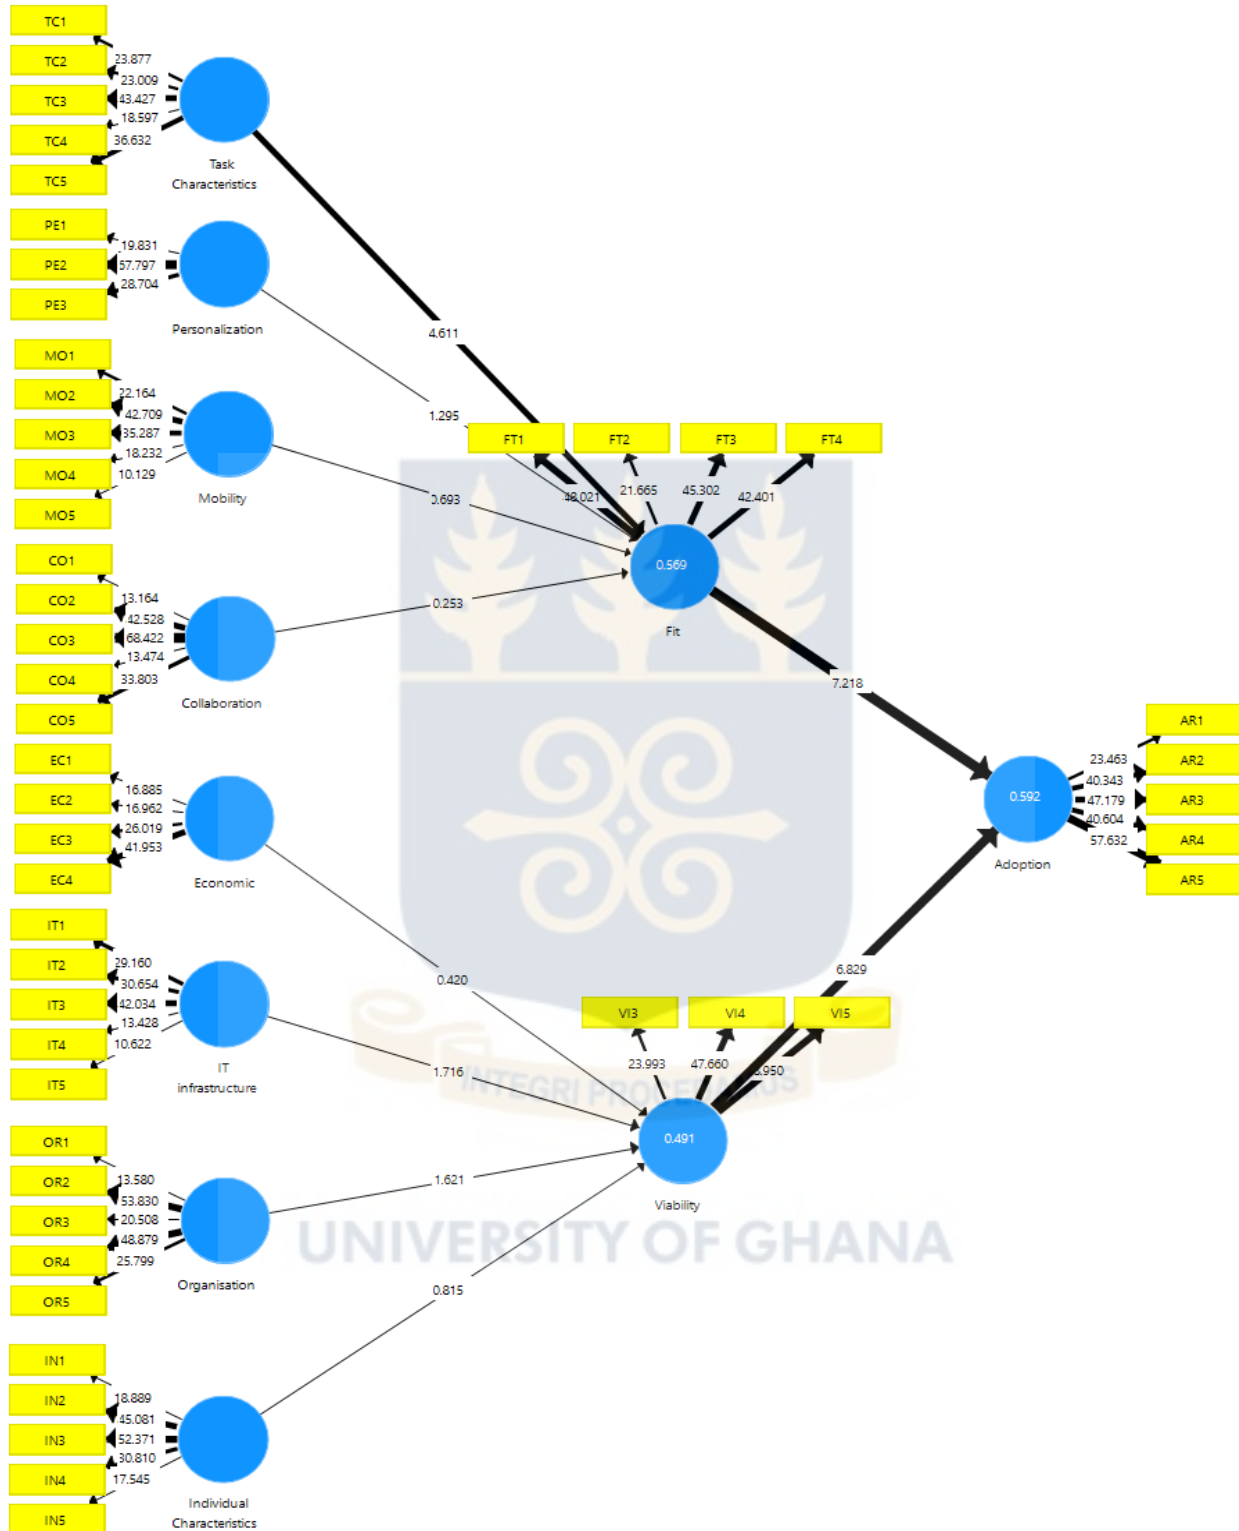 TC1
TC2
TC3
TC4
TC5
23.877
23.009
43.427
18.597
36.632
Task
Characteristics
PE1
PE2
PE3
19.831
57.797
28.704
Personalization
MO1
MO2
MO3
MO4
MO5
22.164
42.709
35.287
18.232
10.129
Mobility
CO1
CO2
CO3
CO4
CO5
13.164
42.528
68.422
13.474
33.803
Collaboration
EC1
EC2
EC3
EC4
16.885
16.962
26.019
41.953
Economic
IT1
IT2
IT3
IT4
IT5
29.160
30.654
42.034
13.428
10.622
IT
infrastructure
OR1
OR2
OR3
OR4
OR5
13.580
53.830
20.508
48.879
25.799
Organisation
IN1
IN2
IN3
IN4
IN5
18.889
45.081
52.371
30.810
17.545
Individual
Characteristics
4.611
1.295
0.693
0.253
0.420
1.716
1.621
0.815
FT1
FT2
FT3
FT4
48.021
21.665
45.302
42.401
0.569
Fit
7.218
VI3
VI4
VI5
23.993
47.660
0.491
Viability
6.829
0.592
Adoption
AR1
AR2
AR3
AR4
AR5
23.463
40.343
47.179
40.604
57.632
INTEGRI PROCEDAMUS
UNIVERSITY OF GHANA